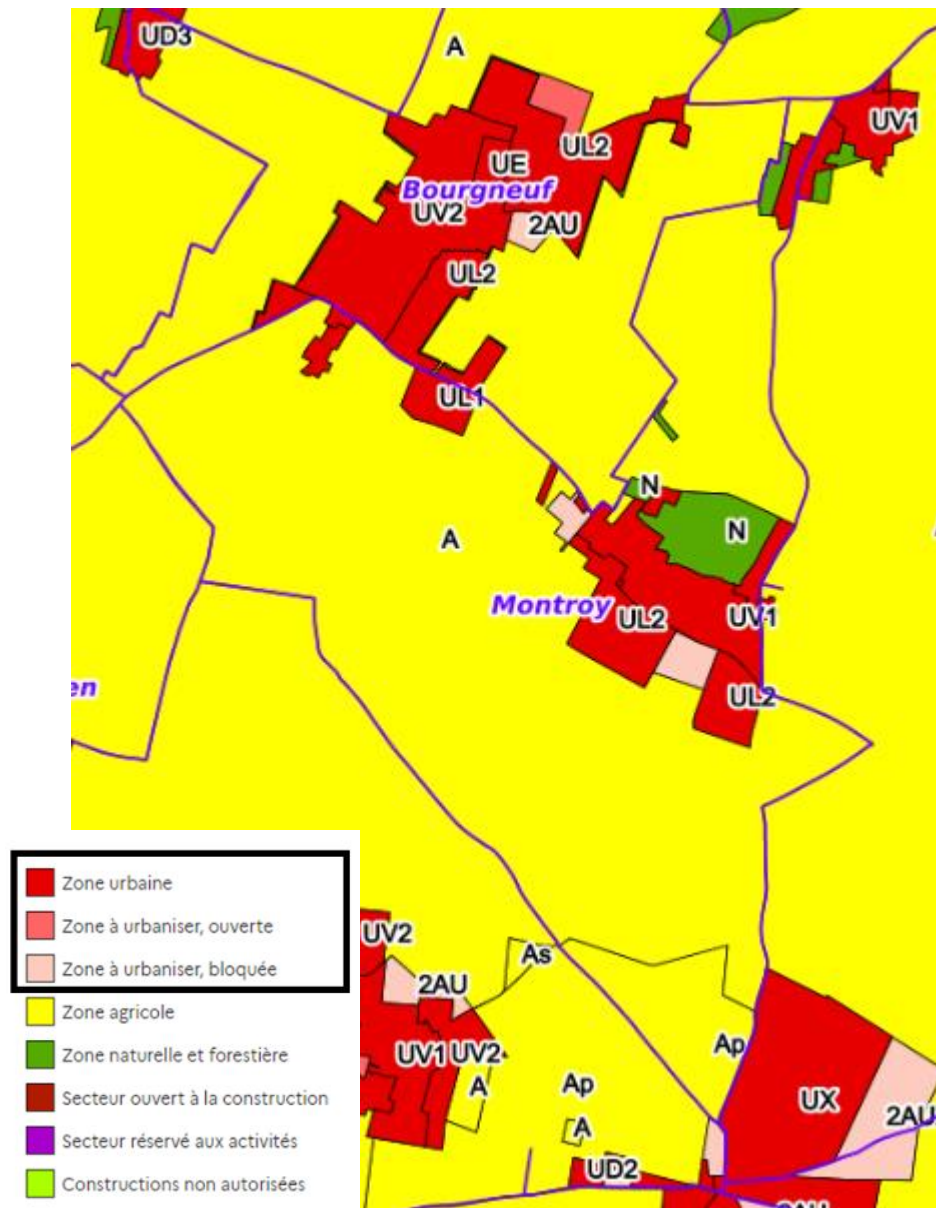 UD3
A
UV1
UL2
UE
Bourgneuf
UV2
2AU
UL2
UL1
N
N
A
Montroy
UL2
UV1
en
UL2
Zone urbaine
Zone à urbaniser, ouverte
Zone à urbaniser, bloquée
Zone agricole
Zone naturelle et forestière
Secteur ouvert à la construction
Secteur réservé aux activités
Constructions non autorisées
UV2
As
2AU
Ap
UV1
UV2
A
Ap
UX
2AU
A
UD2
2AU